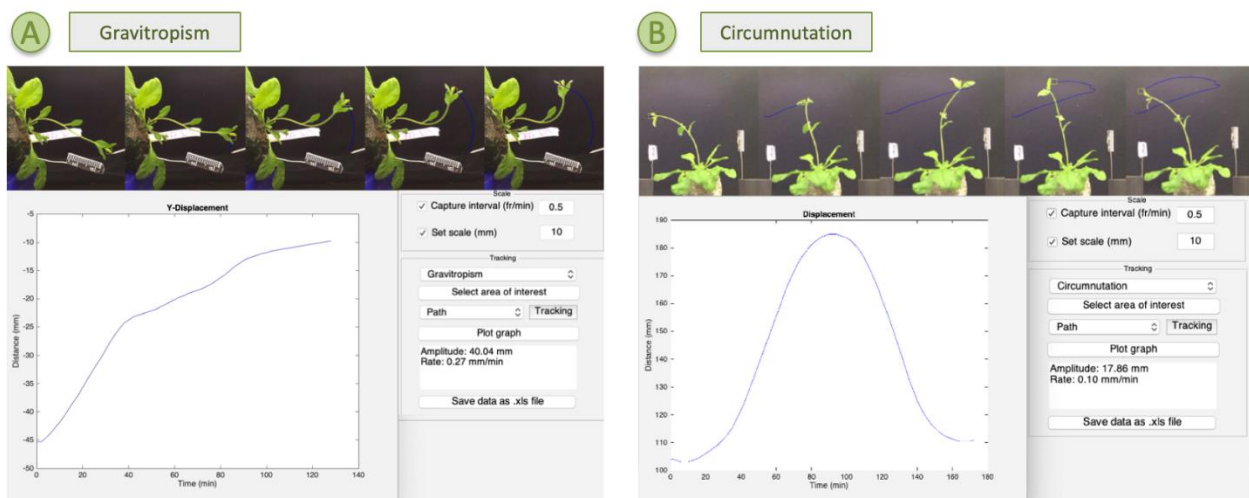 A
Gravitropism
Y-Displacement
-5
-10
-15
-20
-25
-30
-35
-40
-45
-50
Distance (mm)
0
20
40
60
80
100
120
140
Time (min)
Scale
Capture interval (fr/min)
0.5
Set scale (mm)
10
Tracking
Gravitropism
Select area of interest
Path
Tracking
Plot graph
Amplitude: 40.04 mm
Rate: 0.27 mm/min
Save data as .xls file
B
Circumnutation
Displacement
190
180
170
160
150
140
130
120
110
100
Distance (mm)
0
20
40
60
80
100
120
140
160
180
Time (min)
Scale
Capture interval (fr/min)
0.5
Set scale (mm)
10
Tracking
Circumnutation
Select area of interest
Path
Tracking
Plot graph
Amplitude: 17.86 mm
Rate: 0.10 mm/min
Save data as .xls file